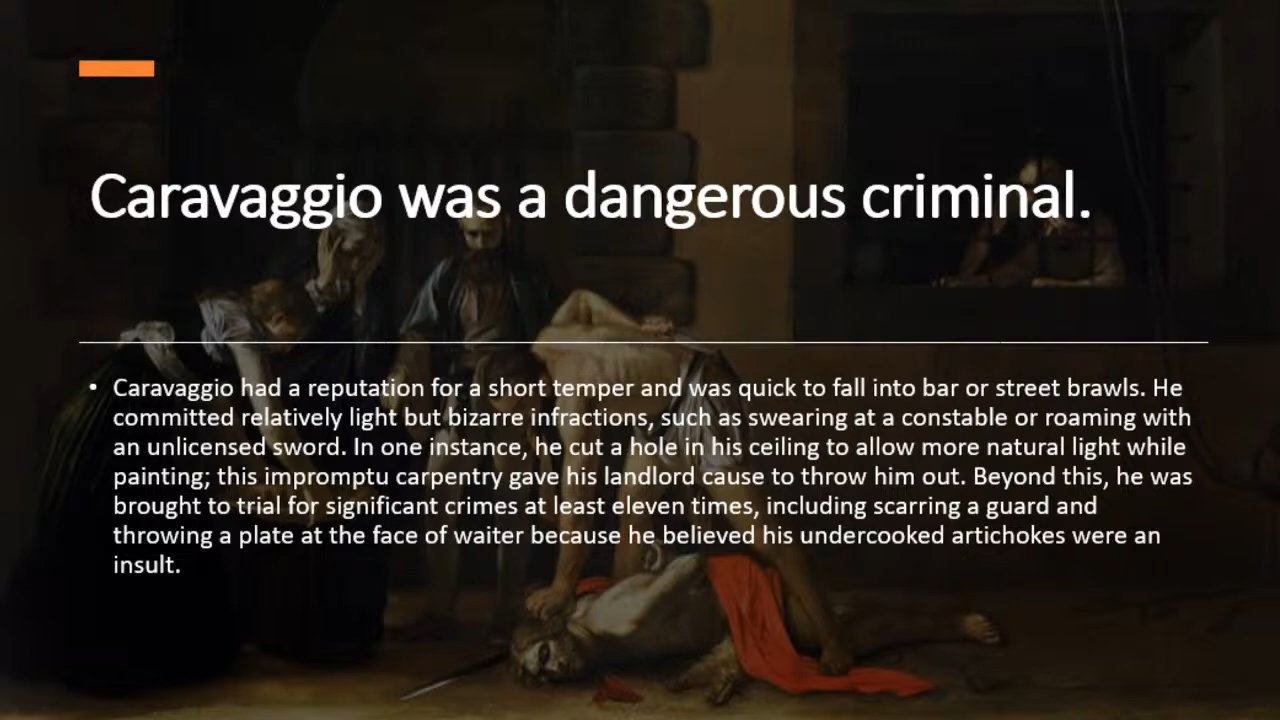 Caravaggio was a dangerous criminal.
• Caravaggio had a reputation for a short temper and was quick to fall into bar or street brawls. He
committed relatively light but bizarre infractions, such as swearing at a constable or roaming with
an unlicensed sword. In one instance, he cut a hole in his ceiling to allow more natural light while
painting; this impromptu carpentry gave his landlord cause to throw him out. Beyond this, he was
brought to trial for significant crimes at least eleven times, including scarring a guard and
throwing a plate at the face of waiter because he believed his undercooked artichokes were an
insult.